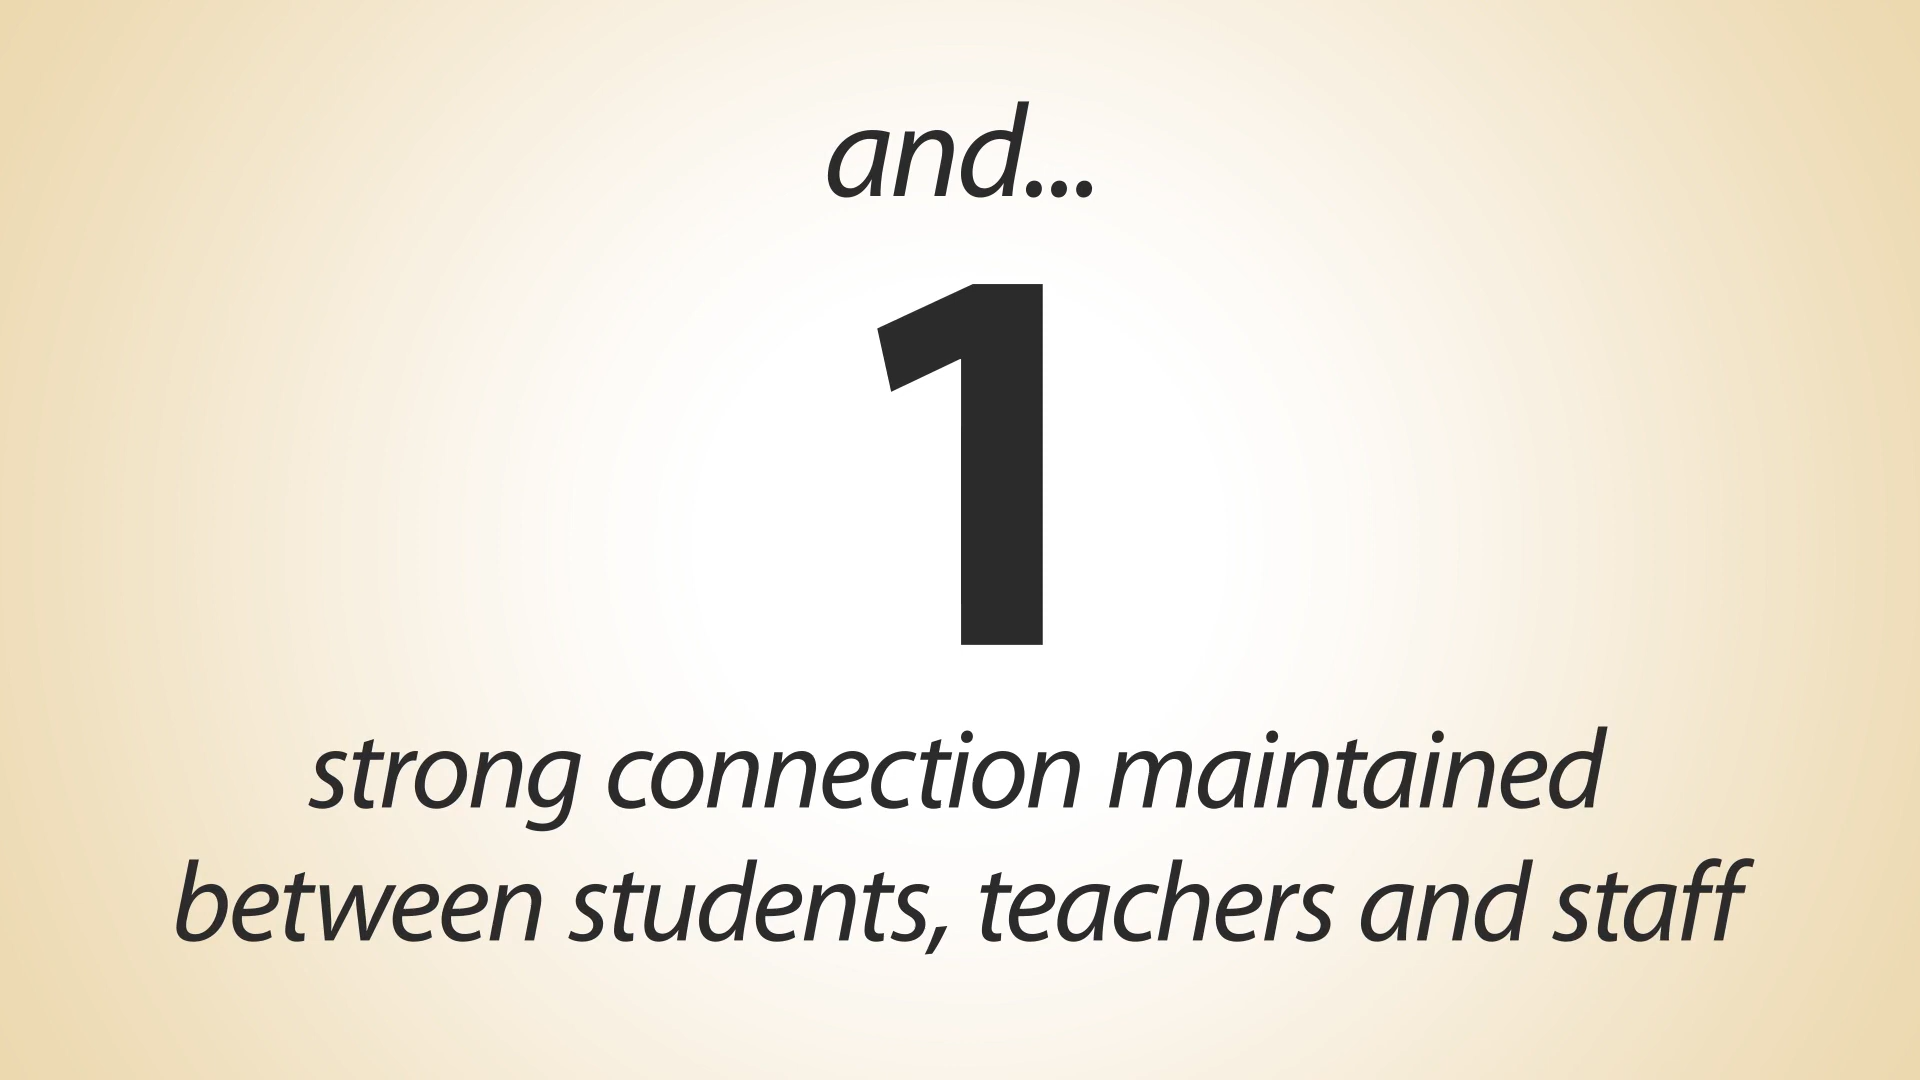 and...
1
strong connection maintained
between students, teachers and staff